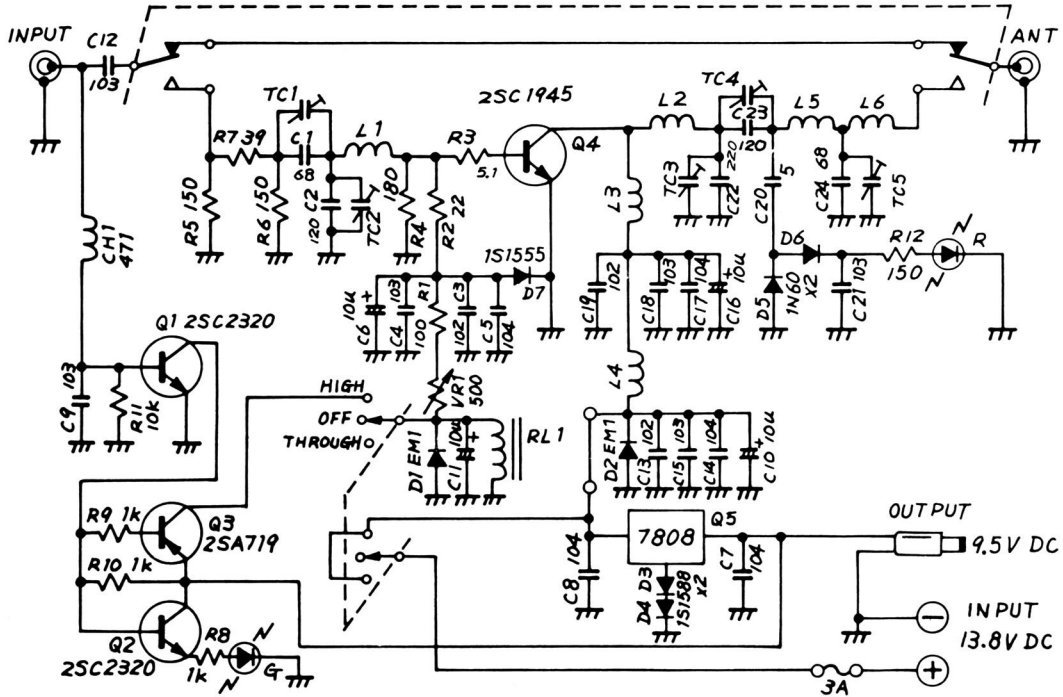 INPUT
C12
103
ANT
TC1
2SC1945
TC4
R7 39
C1
68
L1
R3
5.1
Q4
L2
C23
120
L5
L6
R5 150
R6 150
C2
120
TC2
180
R4
R2 22
L3
TC3
220
C22
C20
5
68
C24
TC5
CH1
471
1S1555
D7
D6
R12
150
R
10u
+
C6
103
C4
R1
100
C3
102
C5
104
102
C19
103
C18
104
C17
10u
+
C16
D5
1N60
x2
103
C21
Q1 2SC2320
103
C9
R11
10k
HIGH
OFF
THROUGH
VR1
500
L4
D1 EM1
10u
+
C11
RL1
D2 EM1
102
C13
103
C15
104
C14
10u
+
C10
R9 1k
Q3
2SA719
R10 1k
104
C8
7808
Q5
C7
104
OUTPUT
9.5V DC
D3
D4
1S1588
x2
Q2
2SC2320
R8
1k
G
INPUT
13.8V DC
−
+
3A